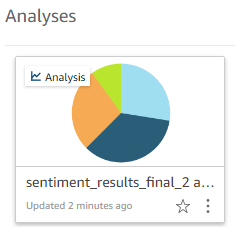 Analyses
Analysis
sentiment_results_final_2 a...
Updated 2 minutes ago